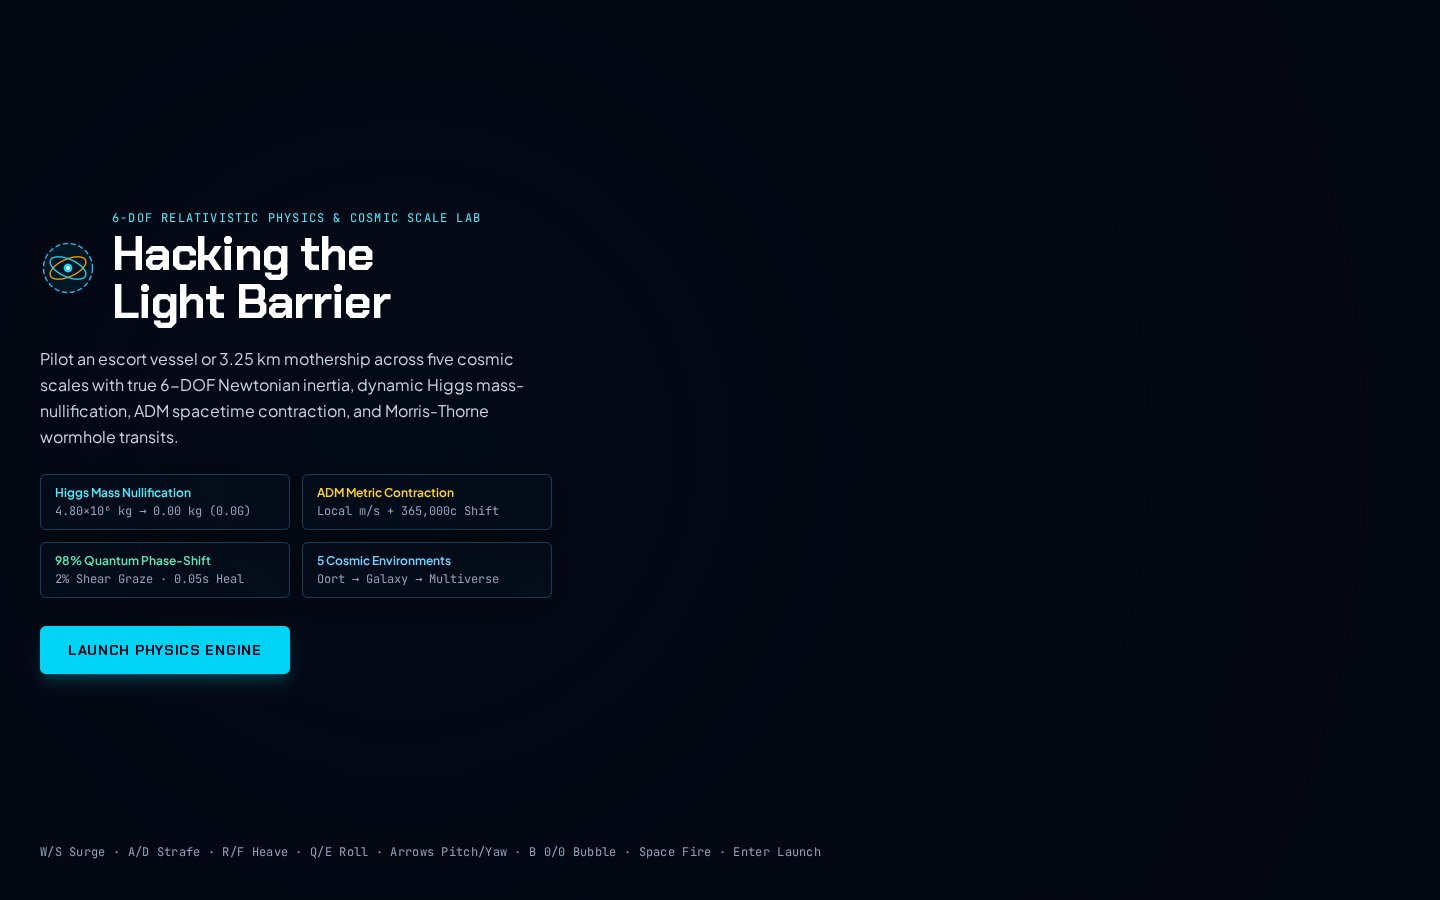 6-DOF RELATIVISTIC PHYSICS & COSMIC SCALE LAB
Hacking the
Light Barrier
Pilot an escort vessel or 3.25 km mothership across five cosmic
scales with true 6-DOF Newtonian inertia, dynamic Higgs mass-
nullification, ADM spacetime contraction, and Morris-Thorne
wormhole transits.
Higgs Mass Nullification
4.80×10⁶ kg → 0.00 kg (0.0G)
ADM Metric Contraction
Local m/s + 365,000c Shift
98% Quantum Phase-Shift
2% Shear Graze · 0.05s Heal
5 Cosmic Environments
Oort → Galaxy → Multiverse
LAUNCH PHYSICS ENGINE
W/S Surge · A/D Strafe · R/F Heave · Q/E Roll · Arrows Pitch/Yaw · B 0/0 Bubble · Space Fire · Enter Launch